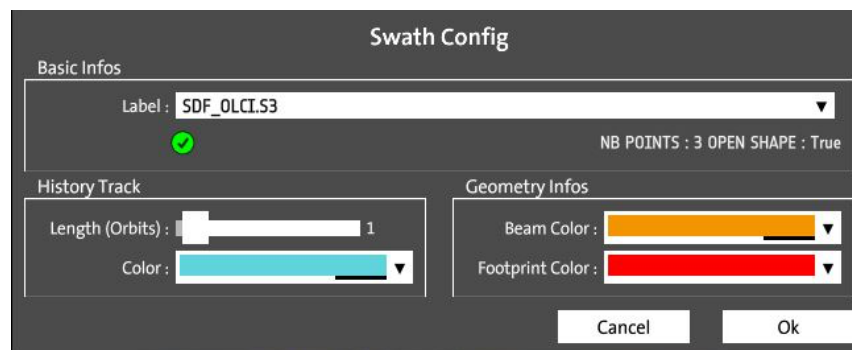 Swath Config
Basic Infos
Label : SDF_OLCI.S3
NB POINTS : 3 OPEN SHAPE : True
History Track
Length (Orbits) : 1
Color :
Geometry Infos
Beam Color :
Footprint Color :
Cancel
Ok